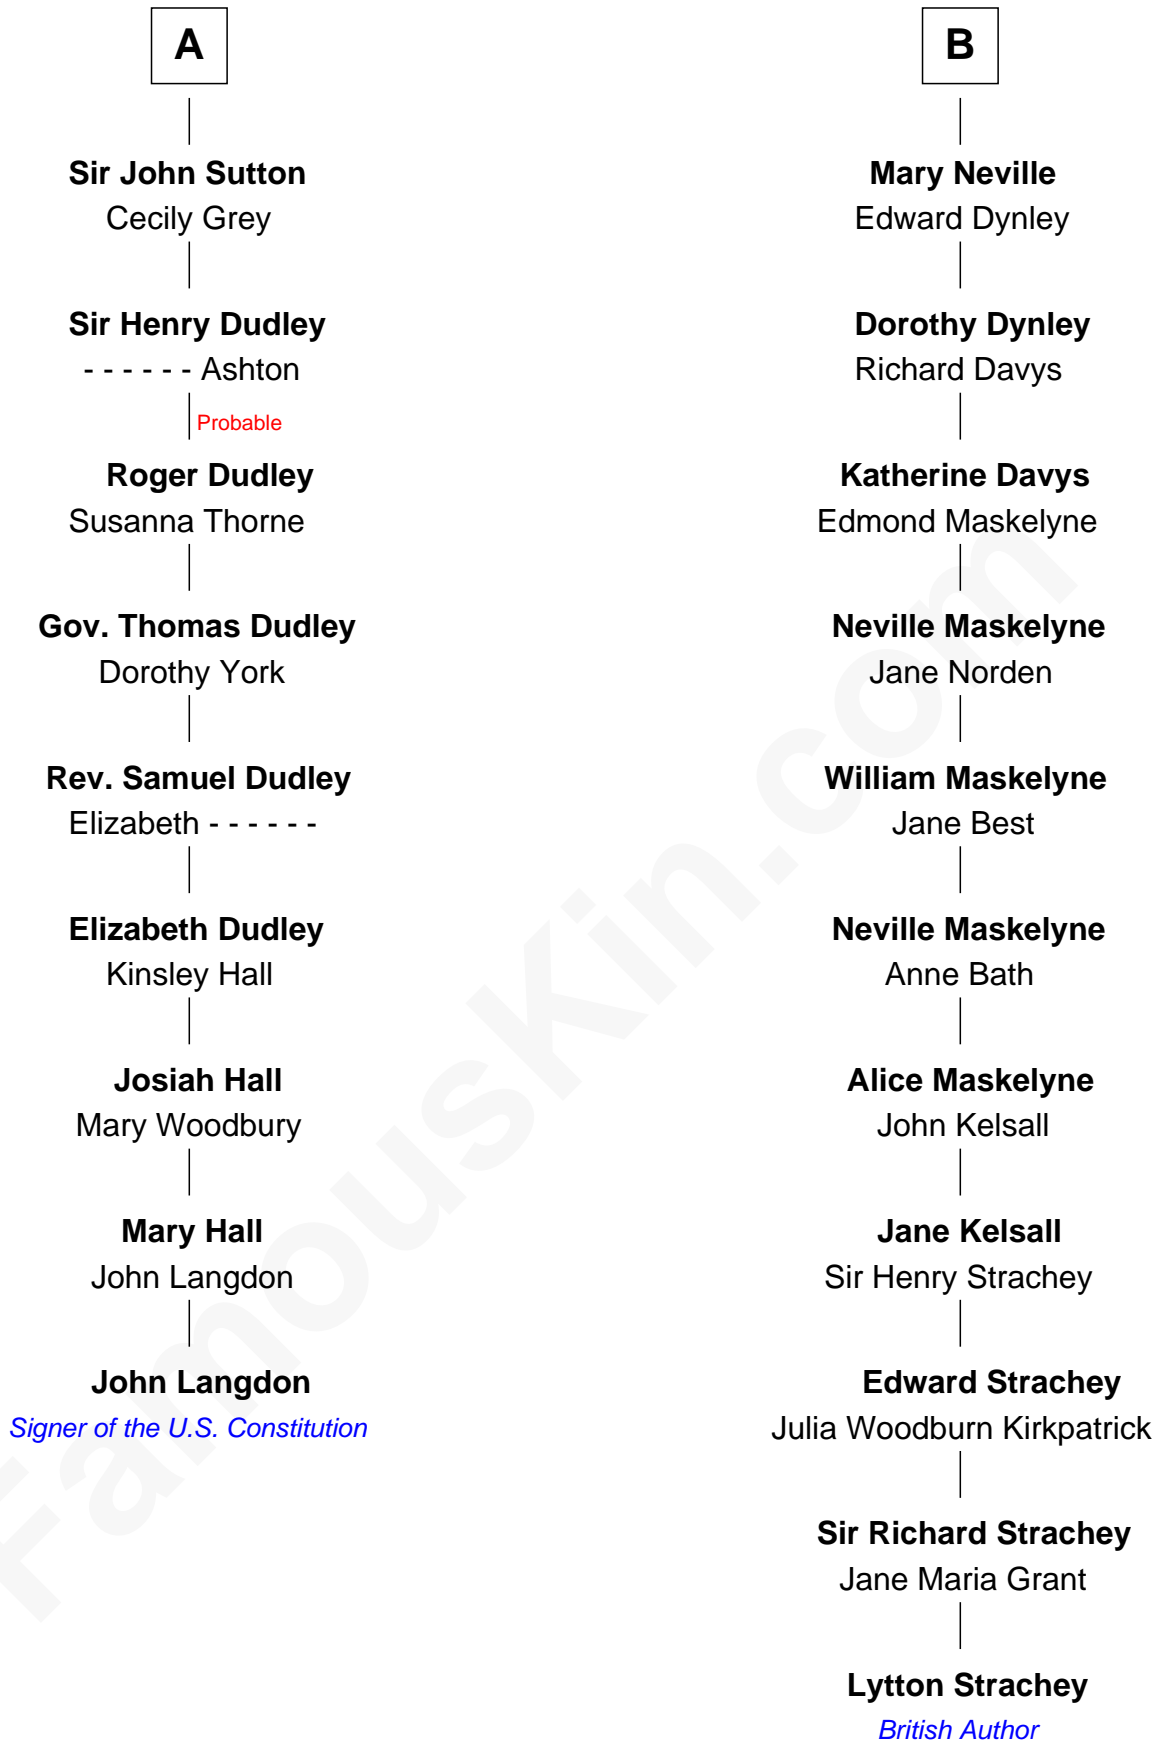 A
Sir John Sutton
Cecily Grey
Sir Henry Dudley
- - - - - - Ashton
Probable
Roger Dudley
Susanna Thorne
Gov. Thomas Dudley
Dorothy York
Rev. Samuel Dudley
Elizabeth - - - - - -
Elizabeth Dudley
Kinsley Hall
Josiah Hall
Mary Woodbury
Mary Hall
John Langdon
John Langdon
Signer of the U.S. Constitution
B
Mary Neville
Edward Dynley
Dorothy Dynley
Richard Davys
Katherine Davys
Edmond Maskelyne
Neville Maskelyne
Jane Norden
William Maskelyne
Jane Best
Neville Maskelyne
Anne Bath
Alice Maskelyne
John Kelsall
Jane Kelsall
Sir Henry Strachey
Edward Strachey
Julia Woodburn Kirkpatrick
Sir Richard Strachey
Jane Maria Grant
Lytton Strachey
British Author
FamousKin.com